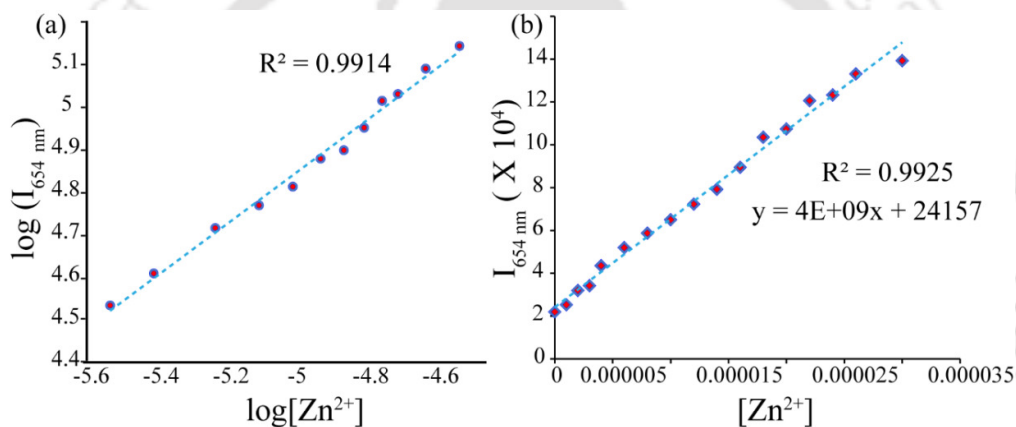 (a)
R² = 0.9914
log (I654 nm)
5.1
5
4.9
4.8
4.7
4.6
4.5
4.4
-5.6
-5.2
-5
-4.8
-4.6
log[Zn²⁺]
(b)
I654 nm ( X 10⁴)
14
12
10
8
6
4
2
0
R² = 0.9925
y = 4E+09x + 24157
0
0.000005
0.000015
0.000025
0.000035
[Zn²⁺]